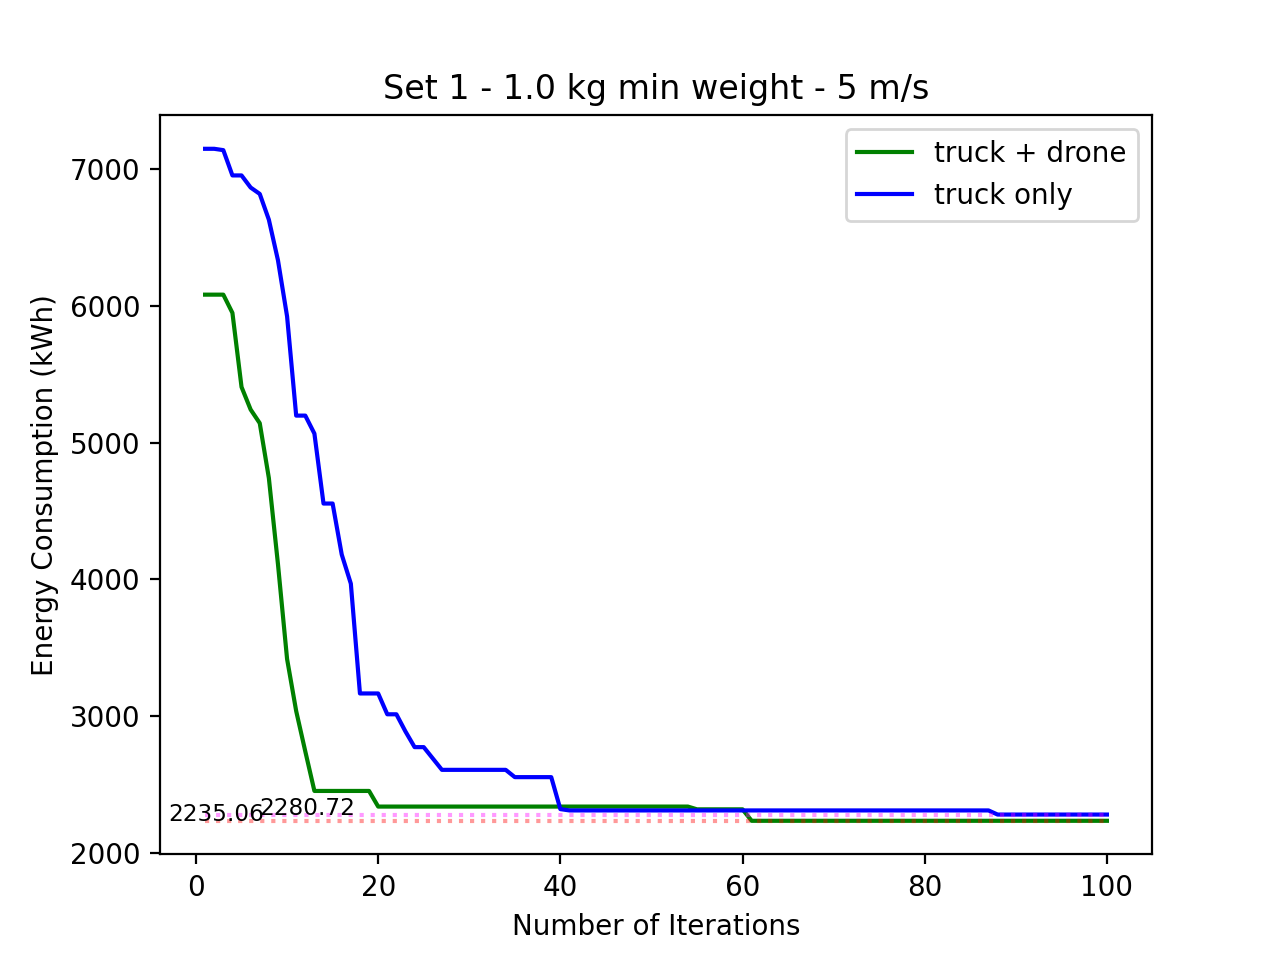 Set 1 - 1.0 kg min weight - 5 m/s
truck + drone
truck only
7000
6000
5000
4000
3000
2000
Energy Consumption (kWh)
2235.06
2280.72
0
20
40
60
80
100
Number of Iterations